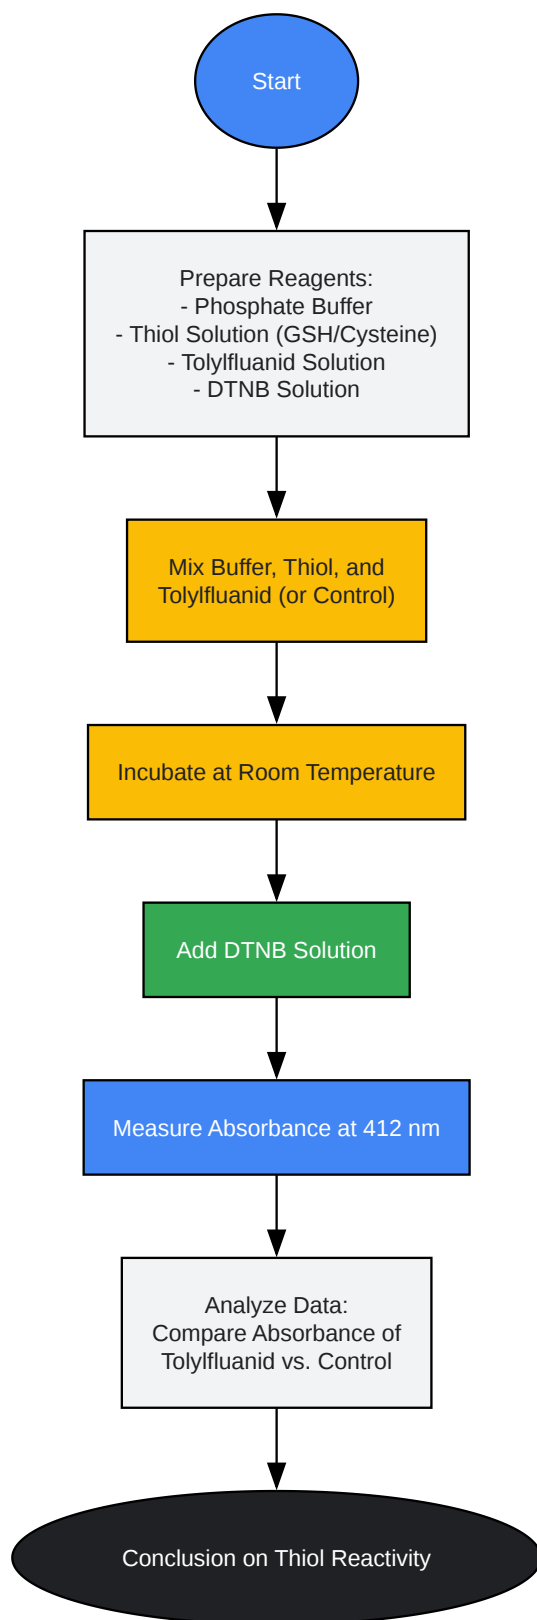 Start
Prepare Reagents:
- Phosphate Buffer
- Thiol Solution (GSH/Cysteine)
- Tolylfluanid Solution
- DTNB Solution
Mix Buffer, Thiol, and
Tolylfluanid (or Control)
Incubate at Room Temperature
Add DTNB Solution
Measure Absorbance at 412 nm
Analyze Data:
Compare Absorbance of
Tolylfluanid vs. Control
Conclusion on Thiol Reactivity